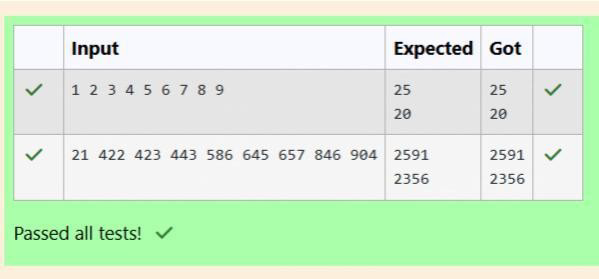 Input Expected Got
1 2 3 4 5 6 7 8 9 25 25
20 20
21 422 423 443 586 645 657 846 904 2591 2591
2356 2356
Passed all tests!